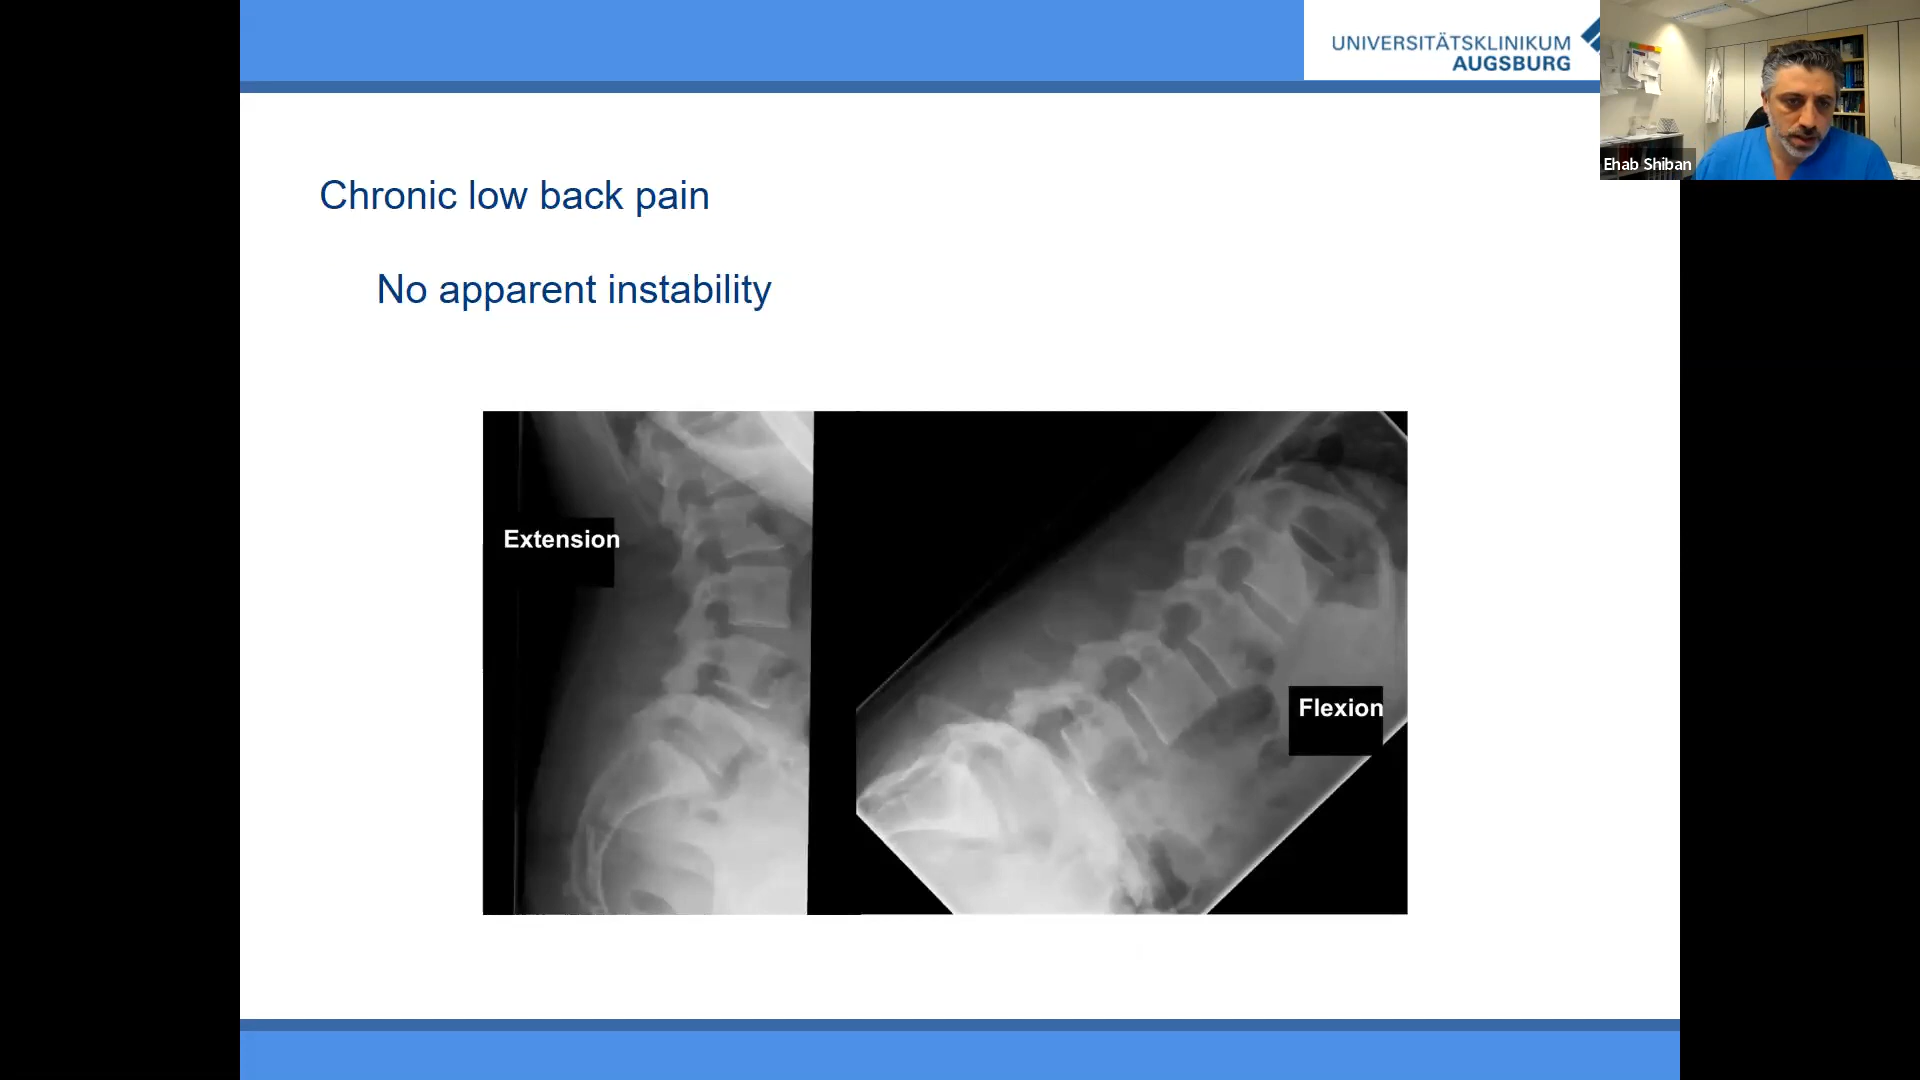 UNIVERSITÄTSKLINIKUM
AUGSBURG
Ehab Shiban
Chronic low back pain
No apparent instability
Extension
Flexion